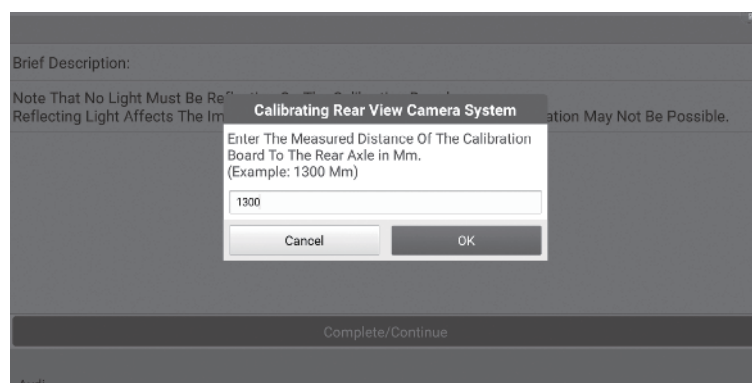 Brief Description:
Note That No Light Must Be
Reflecting Light Affects The
ation May Not Be Possible.
Calibrating Rear View Camera System
Enter The Measured Distance Of The Calibration
Board To The Rear Axle in Mm.
(Example: 1300 Mm)
1300
Cancel
OK
Complete/Continue